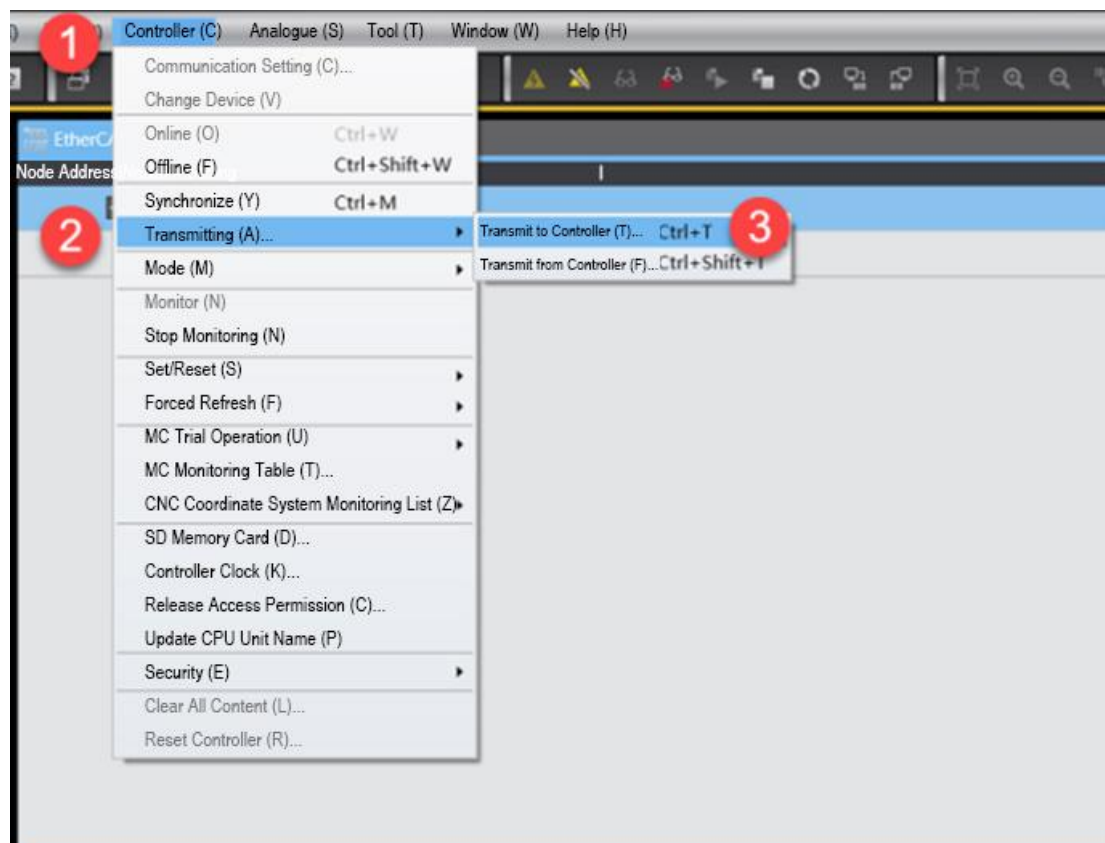 1
Controller (C) Analogue (S) Tool (T) Window (W) Help (H)
Communication Setting (C)...
Change Device (V)
Online (O) Ctrl+W
EtherCA
Offline (F) Ctrl+Shift+W
Node Address
Synchronize (Y) Ctrl+M
2
Transmitting (A)...
Transmit to Controller (T)... Ctrl+T
3
Mode (M)
Transmit from Controller (F)...Ctrl+Shift+T
Monitor (N)
Stop Monitoring (N)
Set/Reset (S)
Forced Refresh (F)
MC Trial Operation (U)
MC Monitoring Table (T)...
CNC Coordinate System Monitoring List (Z)
SD Memory Card (D)...
Controller Clock (K)...
Release Access Permission (C)...
Update CPU Unit Name (P)
Security (E)
Clear All Content (L)...
Reset Controller (R)...